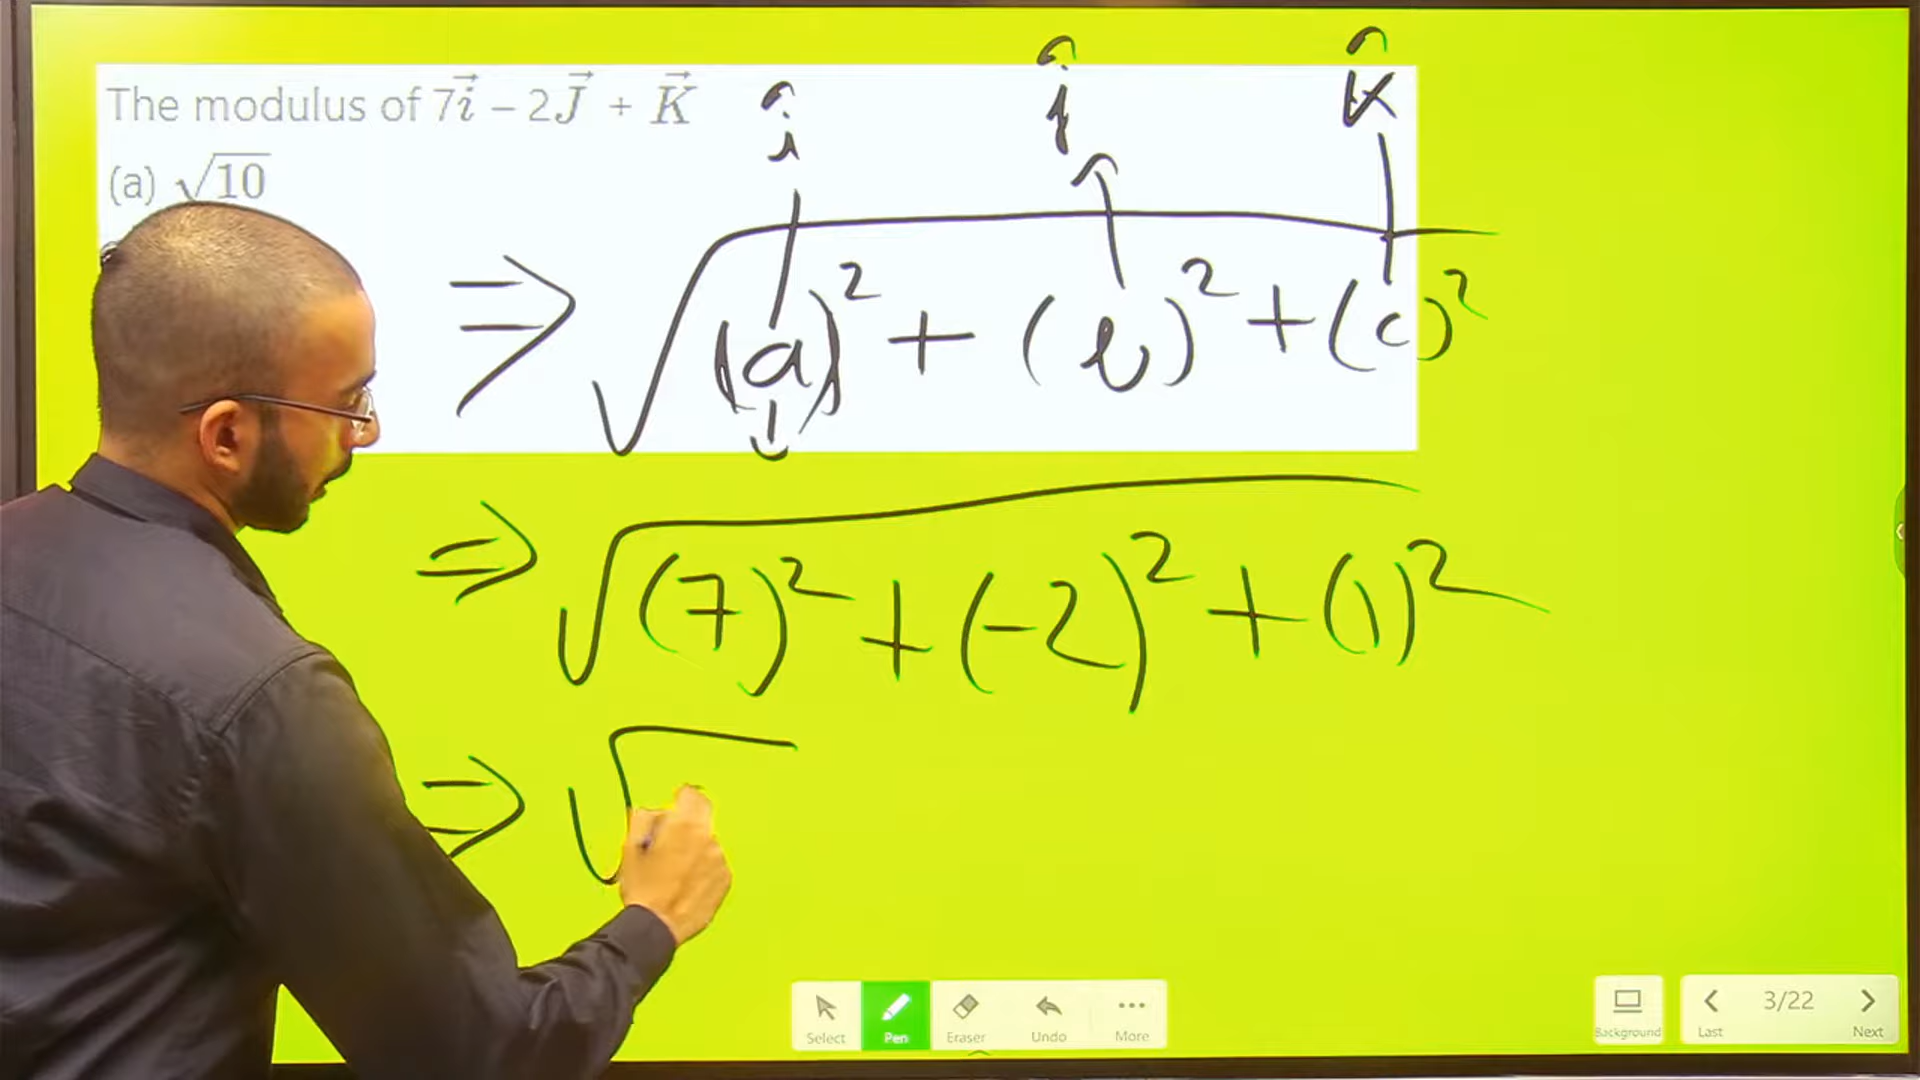 The modulus of 7i⃗ – 2J⃗ + K⃗
(a) √10
î ĵ k̂
⇒ √(a)² + (b)² + (c)²
⇒ √(7)² + (-2)² + (1)²
⇒ √
Select Pen Eraser Undo More
Background
Last 3/22 Next